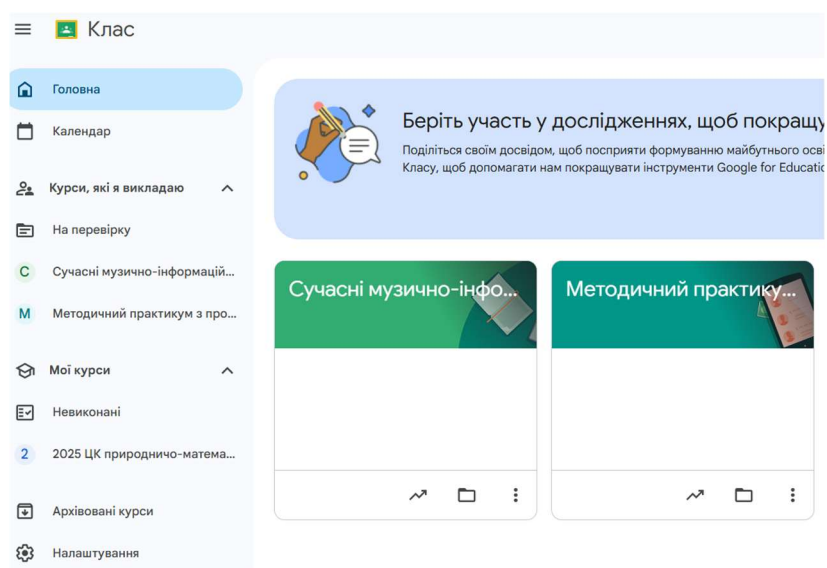 Клас
Головна
Календар
Курси, які я викладаю
На перевірку
С Сучасні музично-інформацій...
М Методичний практикум з про...
Мої курси
Невиконані
2 2025 ЦК природничо-матема...
Архівовані курси
Налаштування
Беріть участь у дослідженнях, щоб покращу
Поділіться своїм досвідом, щоб посприяти формуванню майбутнього осві
Класу, щоб допомагати нам покращувати інструменти Google for Educatio
Сучасні музично-інфо...
Методичний практику...